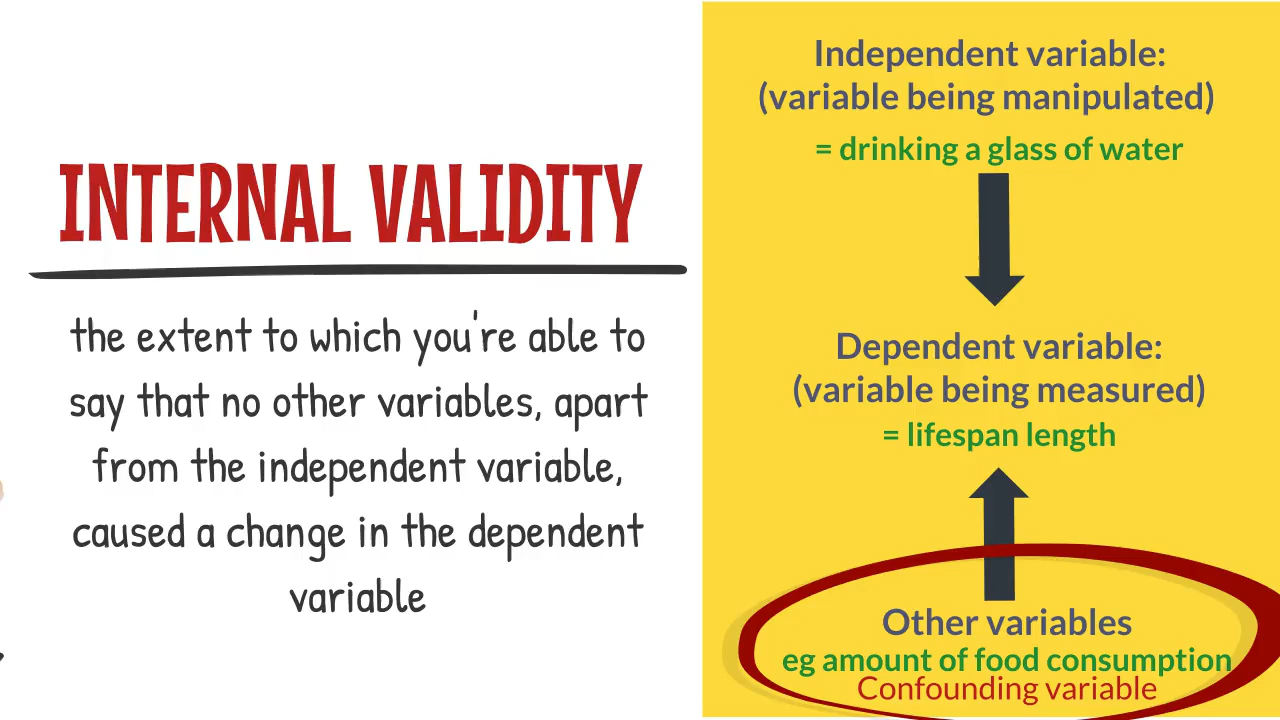 INTERNAL VALIDITY
the extent to which you're able to
say that no other variables, apart
from the independent variable,
caused a change in the dependent
variable
Independent variable:
(variable being manipulated)
= drinking a glass of water
Dependent variable:
(variable being measured)
= lifespan length
Other variables
eg amount of food consumption
Confounding variable